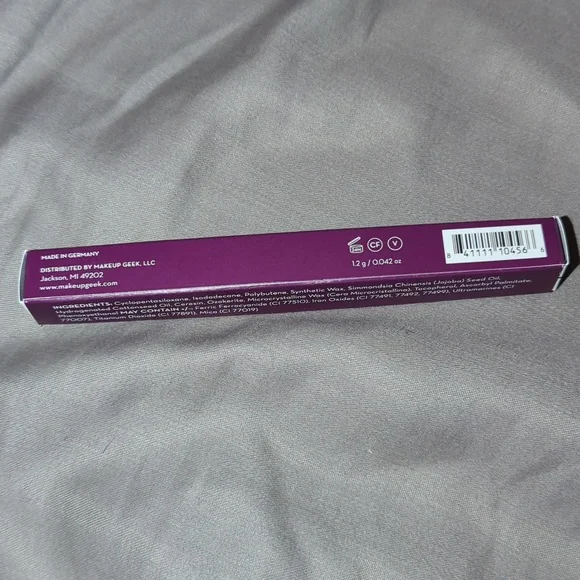 MADE IN GERMANY
DISTRIBUTED BY MAKEUP GEEK, LLC
Jackson, MI 49202
www.makeupgeek.com
CF
V
1.2 g / 0.042 oz
8 41111 10456 6
INGREDIENTS: Cyclopentasiloxane, Isododecane, Polybutene, Synthetic Wax, Simmondsia Chinensis (Jojoba) Seed Oil,
Hydrogenated Cottonseed Oil, Ceresin, Ozokerite, Microcrystalline Wax (Cera Microcristallina), Tocopherol, Ascorbyl Palmitate,
Phenoxyethanol MAY CONTAIN +/- Ferric Ferrocyanide (CI 77510), Iron Oxides (CI 77491, 77492, 77499), Ultramarines (CI
77007), Titanium Dioxide (CI 77891), Mica (CI 77019)